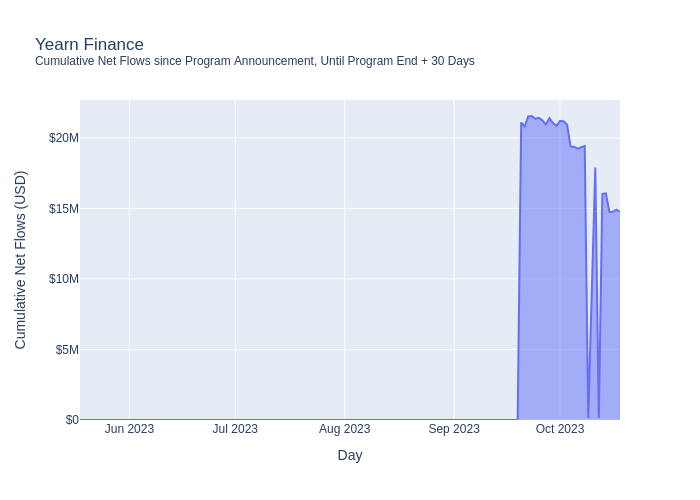 Yearn Finance
Cumulative Net Flows since Program Announcement, Until Program End + 30 Days
Cumulative Net Flows (USD)
$20M
$15M
$10M
$5M
$0
Jun 2023
Jul 2023
Aug 2023
Sep 2023
Oct 2023
Day